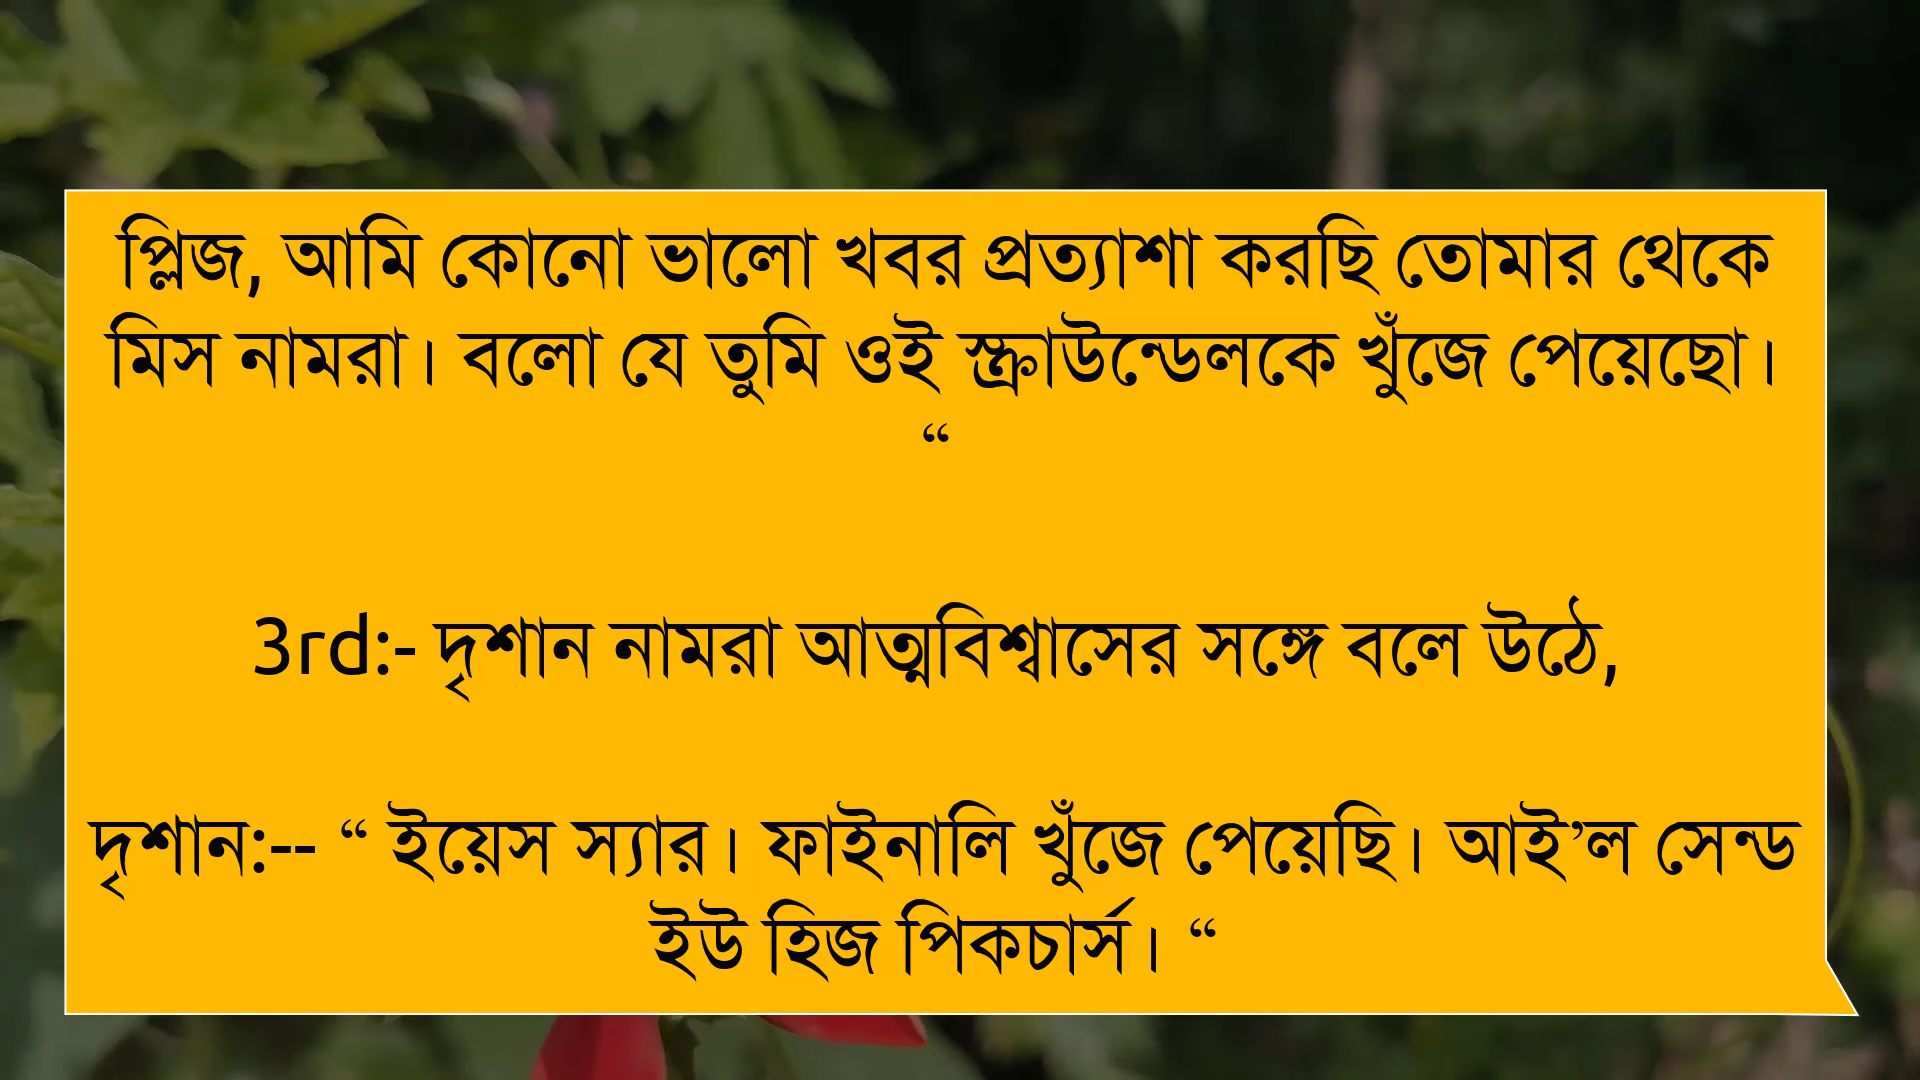 প্লিজ, আমি কোনো ভালো খবর প্রত্যাশা করছি তোমার থেকে
মিস নামরা। বলো যে তুমি ওই স্ক্রাউন্ডেলকে খুঁজে পেয়েছো।
“
3rd:- দৃশান নামরা আত্মবিশ্বাসের সঙ্গে বলে উঠে,
দৃশান:-- “ ইয়েস স্যার। ফাইনালি খুঁজে পেয়েছি। আই’ল সেন্ড
ইউ হিজ পিকচার্স। “